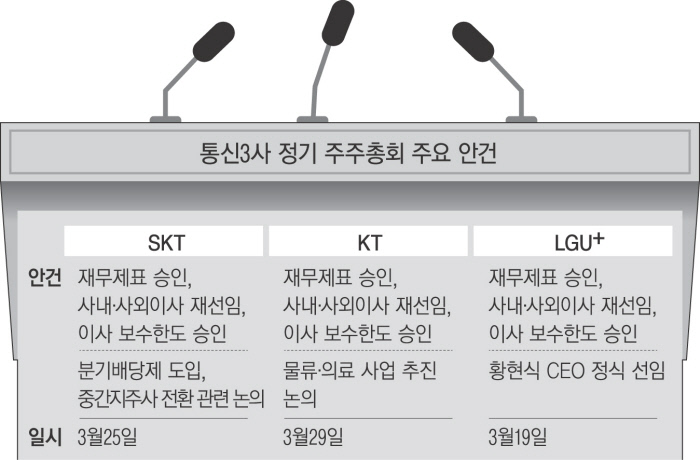 통신3사 정기 주주총회 주요 안건
SKT KT LGU+
안건 재무제표 승인, 재무제표 승인, 재무제표 승인,
사내·사외이사 재선임, 사내·사외이사 재선임, 사내·사외이사 재선임,
이사 보수한도 승인 이사 보수한도 승인 이사 보수한도 승인
분기배당제 도입, 물류·의료 사업 추진 황현식 CEO 정식 선임
중간지주사 전환 관련 논의 논의
일시 3월25일 3월29일 3월19일